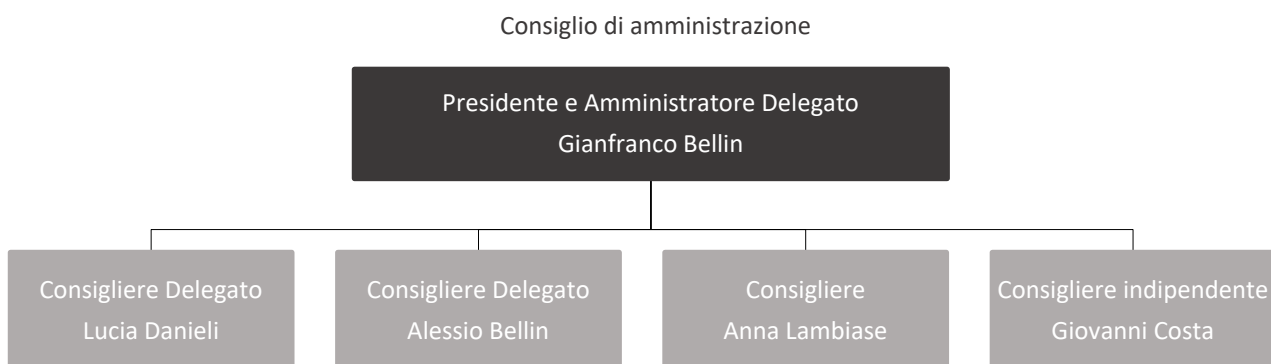 Consiglio di amministrazione
Presidente e Amministratore Delegato
Gianfranco Bellin
Consigliere Delegato
Lucia Danieli
Consigliere Delegato
Alessio Bellin
Consigliere
Anna Lambiase
Consigliere indipendente
Giovanni Costa